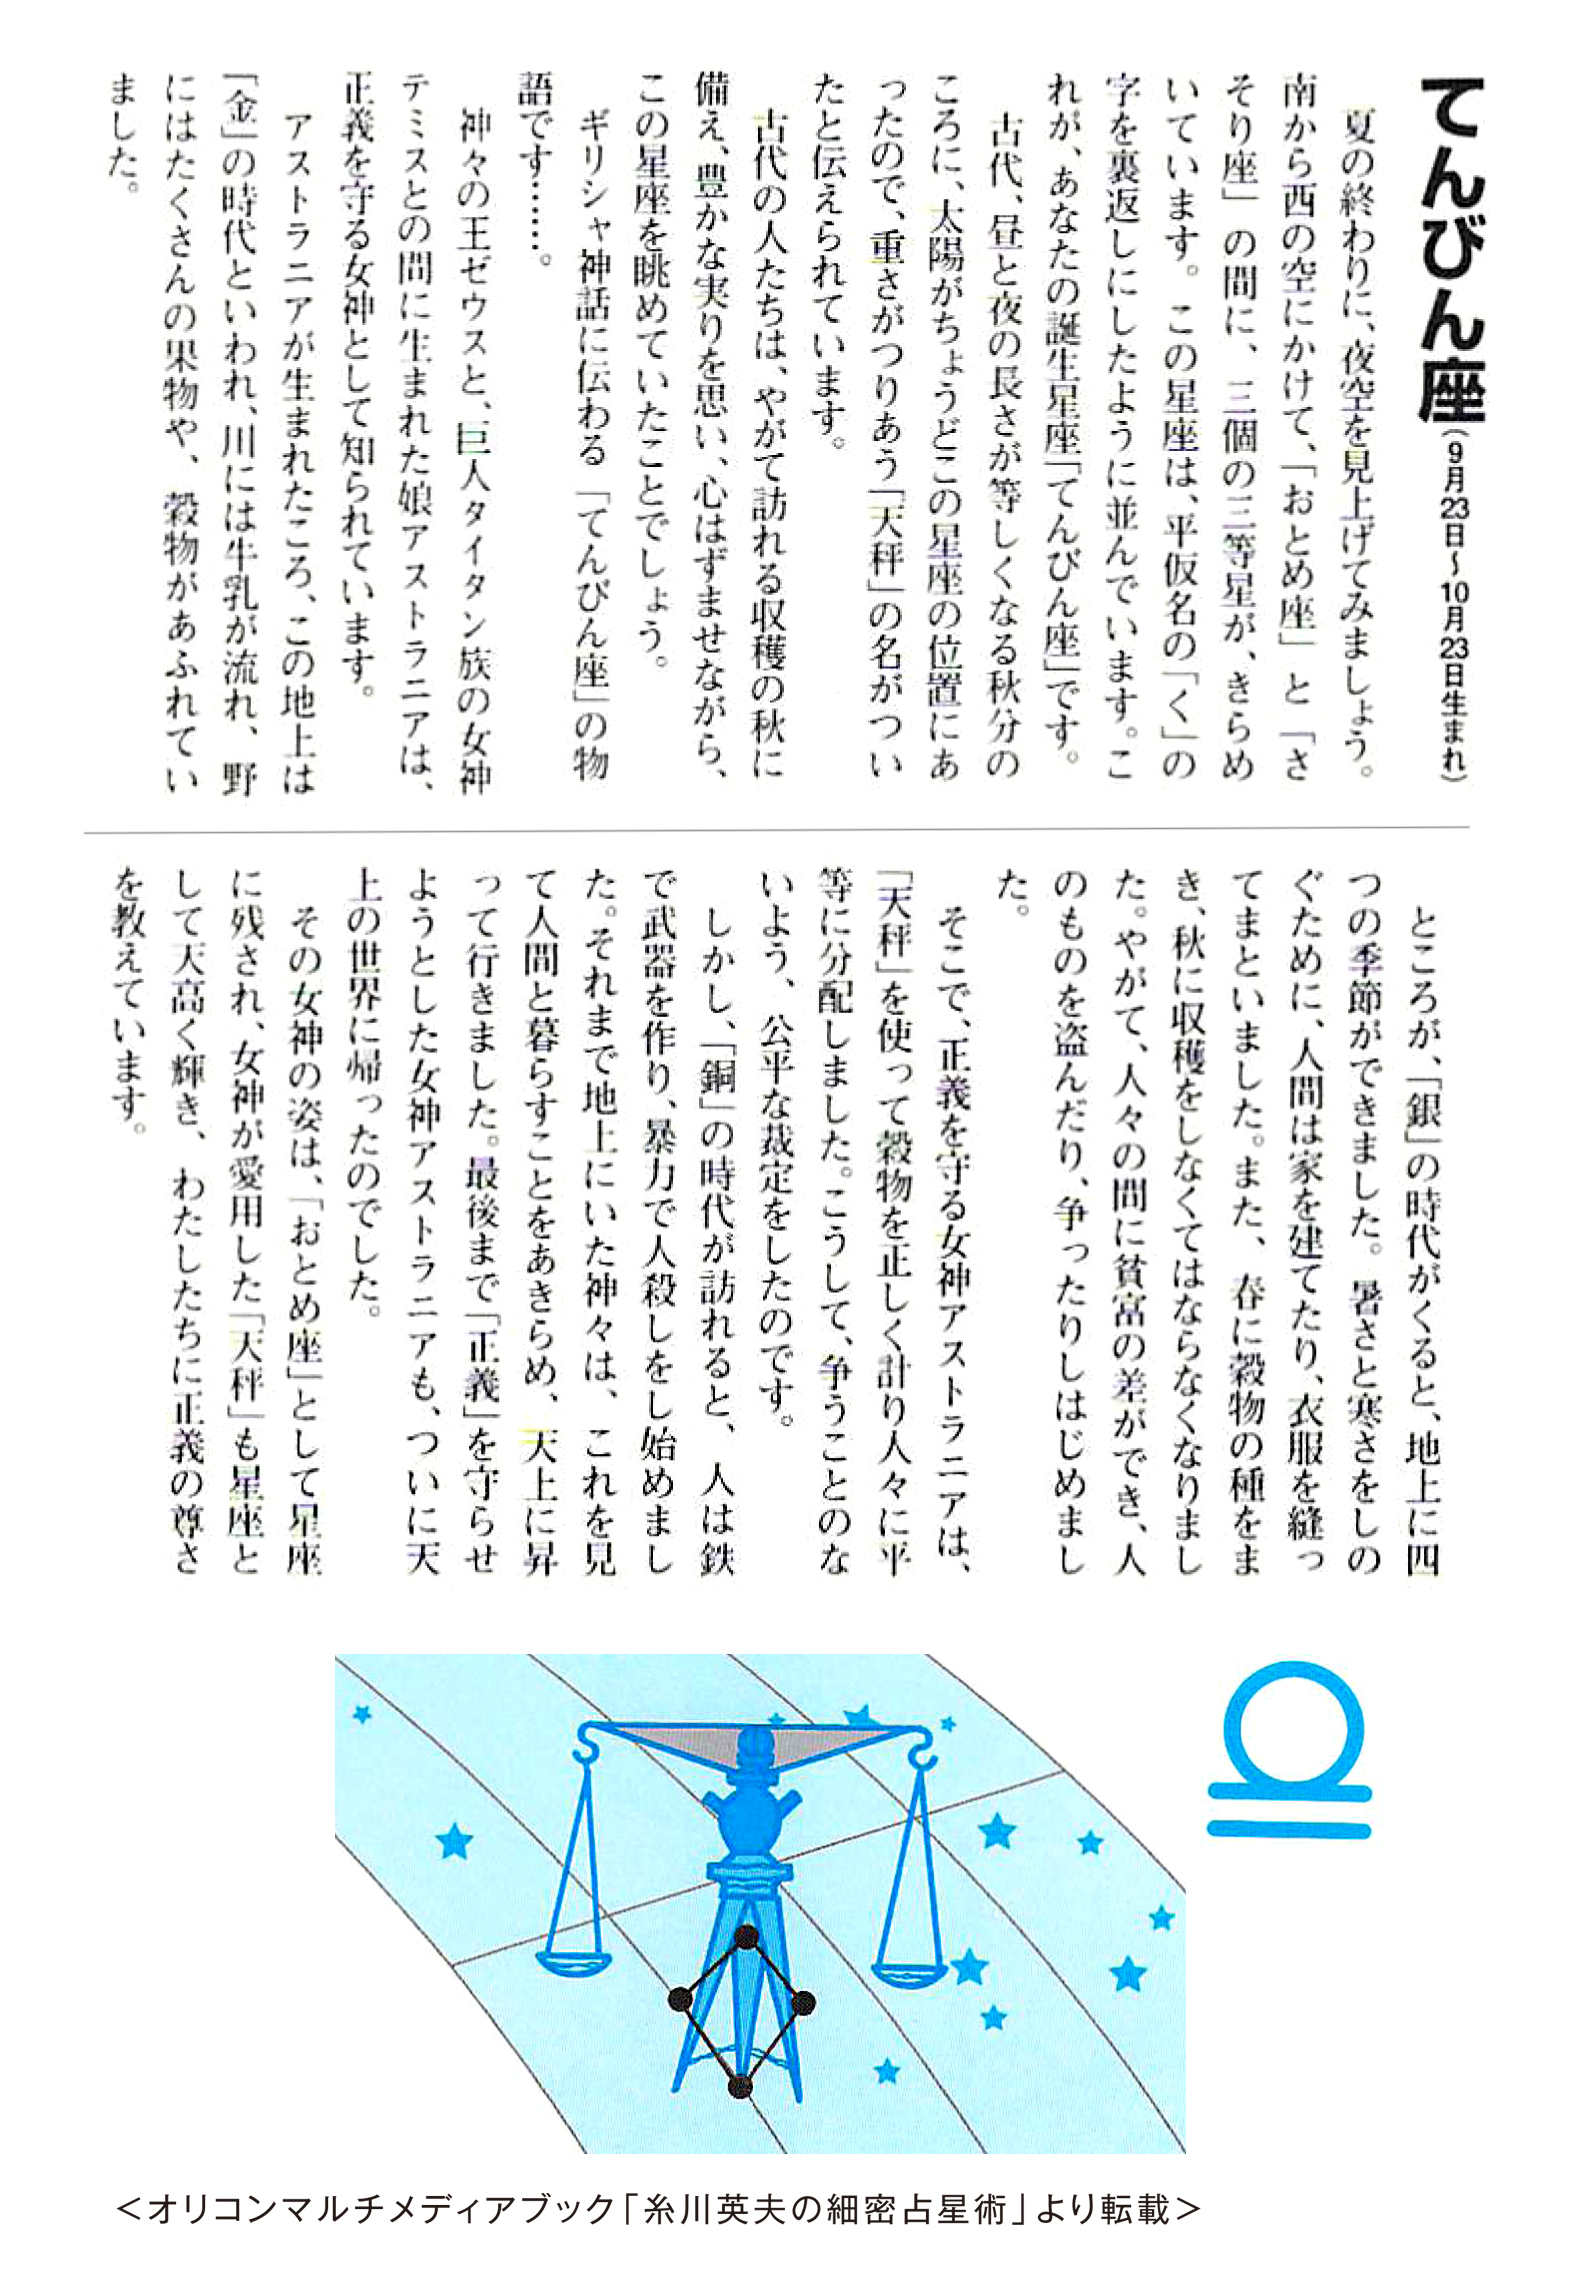 てんびん座(9月23日〜10月23日生まれ)
夏の終わりに、夜空を見上げてみましょう。
南から西の空にかけて、「おとめ座」と「さ
そり座」の間に、三個の三等星が、きらめ
いています。この星座は、平仮名の「く」の
字を裏返しにしたように並んでいます。こ
れが、あなたの誕生星座「てんびん座」です。
古代、昼と夜の長さが等しくなる秋分の
ころに、太陽がちょうどこの星座の位置にあ
ったので、重さがつりあう「天秤」の名がつい
たと伝えられています。
古代の人たちは、やがて訪れる収穫の秋に
備え、豊かな実りを思い、心はずませながら、
この星座を眺めていたことでしょう。
ギリシャ神話に伝わる「てんびん座」の物
語です……。
神々の王ゼウスと、巨人タイタン族の女神
テミスとの間に生まれた娘アストラニアは、
正義を守る女神として知られています。
アストラニアが生まれたころ、この地上は
「金」の時代といわれ、川には牛乳が流れ、野
にはたくさんの果物や、穀物があふれてい
ました。
ところが、「銀」の時代がくると、地上に四
つの季節ができました。暑さと寒さをしの
ぐために、人間は家を建てたり、衣服を縫っ
てまといました。また、春に穀物の種をま
き、秋に収穫をしなくてはならなくなりまし
た。やがて、人々の間に貧富の差ができ、人
のものを盗んだり、争ったりしはじめまし
た。
そこで、正義を守る女神アストラニアは、
「天秤」を使って穀物を正しく計り人々に平
等に分配しました。こうして、争うことのな
いよう、公平な裁定をしたのです。
しかし、「銅」の時代が訪れると、人は鉄
で武器を作り、暴力で人殺しをし始めまし
た。それまで地上にいた神々は、これを見
て人間と暮らすことをあきらめ、天上に昇
って行きました。最後まで「正義」を守らせ
ようとした女神アストラニアも、ついに天
上の世界に帰ったのでした。
その女神の姿は、「おとめ座」として星座
に残され、女神が愛用した「天秤」も星座と
して天高く輝き、わたしたちに正義の尊さ
を教えています。
＜オリコンマルチメディアブック「糸川英夫の細密占星術」より転載＞